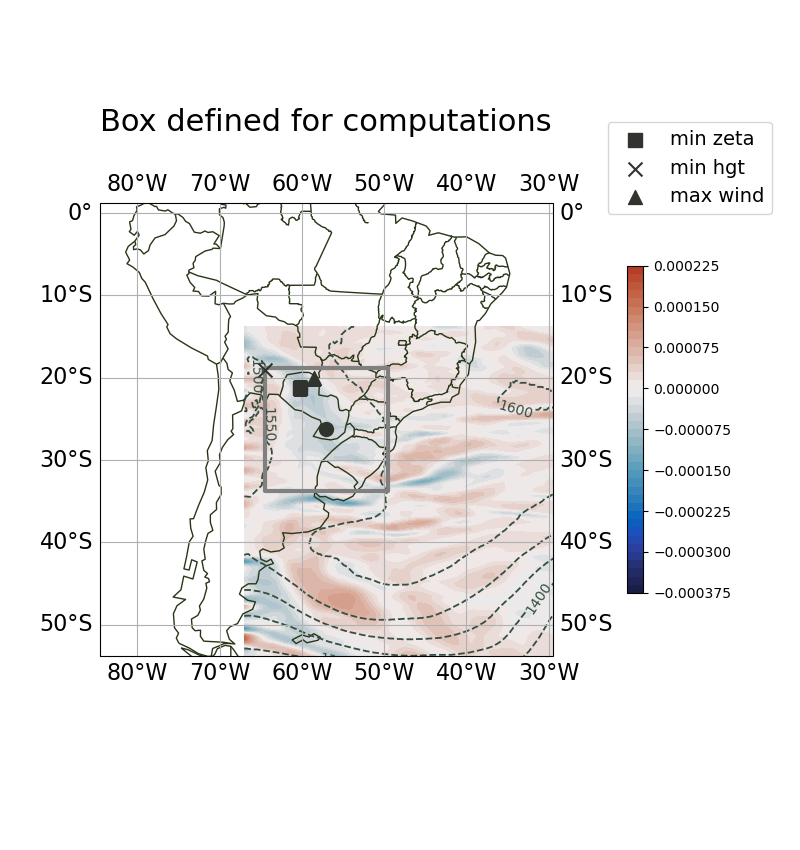 Box defined for computations
min zeta
min hgt
max wind
80°W 70°W 60°W 50°W 40°W 30°W
0° 0°
10°S 10°S
20°S 20°S
30°S 30°S
40°S 40°S
50°S 50°S
80°W 70°W 60°W 50°W 40°W 30°W
1500
1550
1600
1400
0.000225
0.000150
0.000075
0.000000
−0.000075
−0.000150
−0.000225
−0.000300
−0.000375